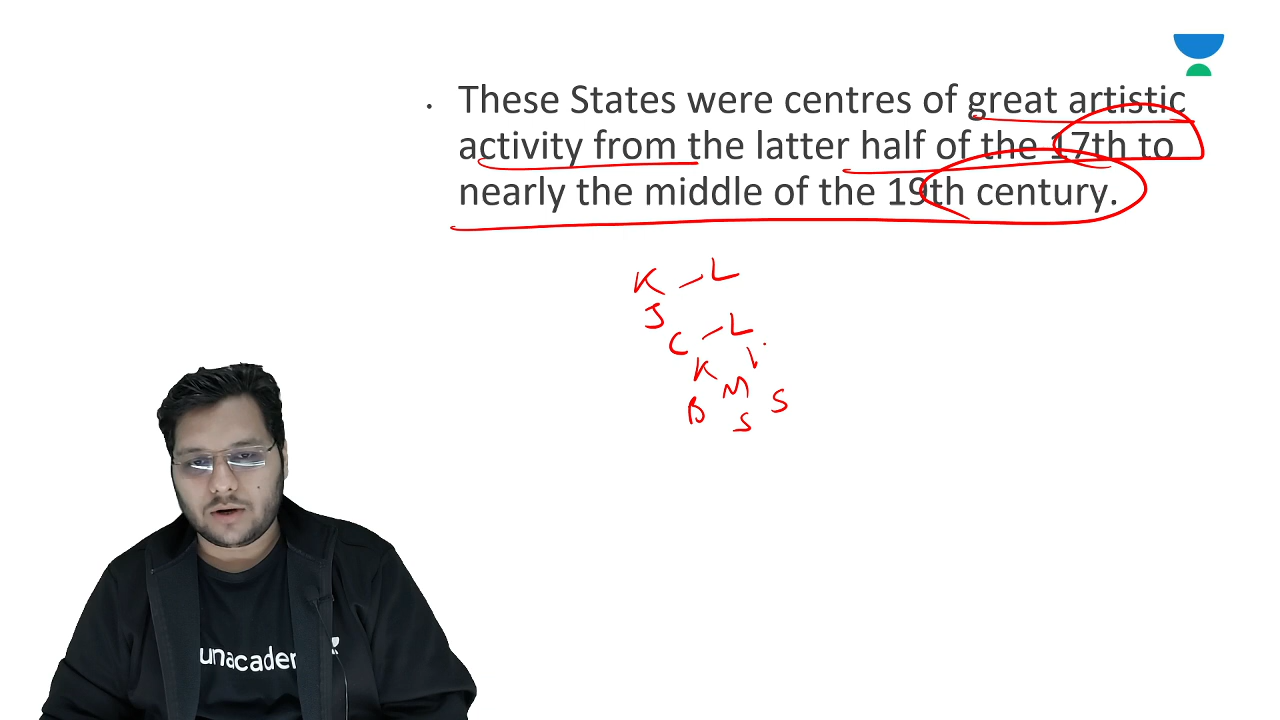 • These States were centres of great artistic
activity from the latter half of the 17th to
nearly the middle of the 19th century.
K - L
J
C - L
K M
B S S
unacadem